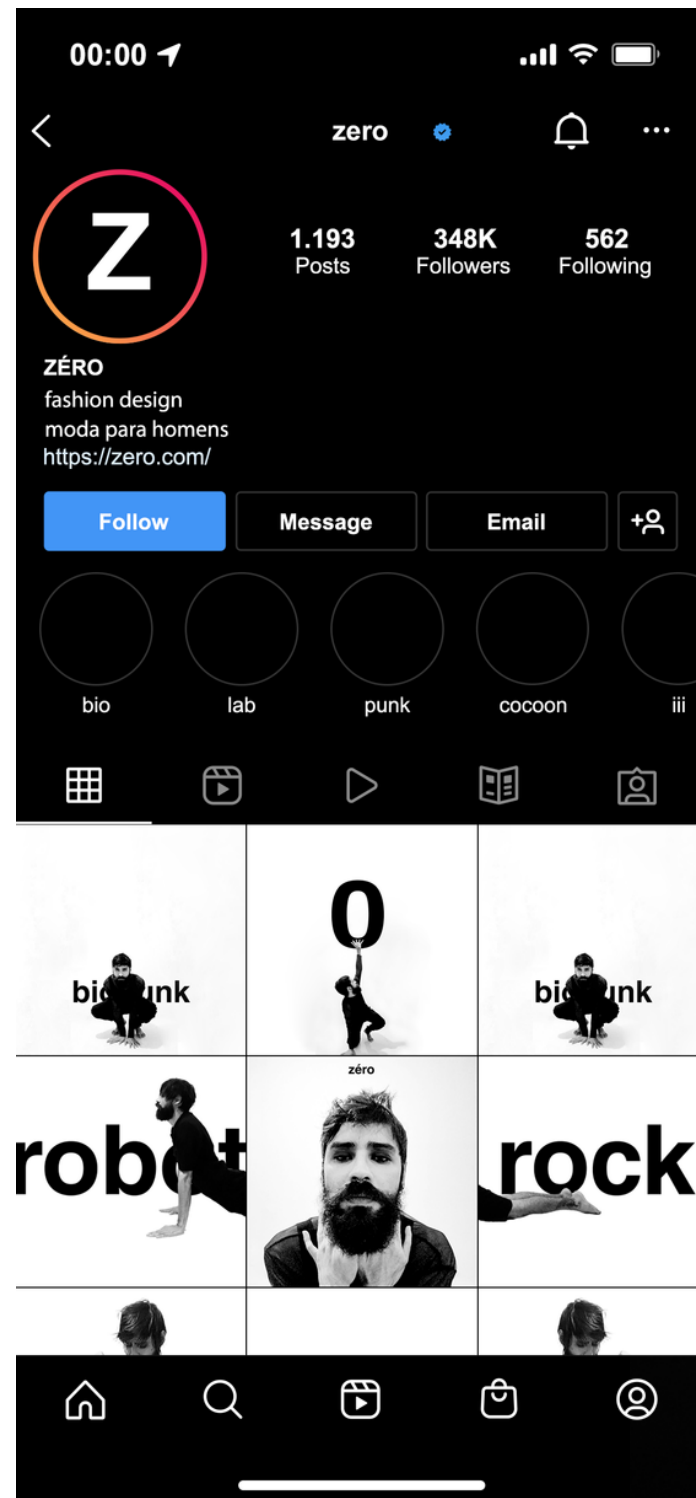 00:00
zero
Z
1.193 348K 562
Posts Followers Following
ZÉRO
fashion design
moda para homens
https://zero.com/
Follow Message Email
bio lab punk cocoon iii
0
zéro
robot rock